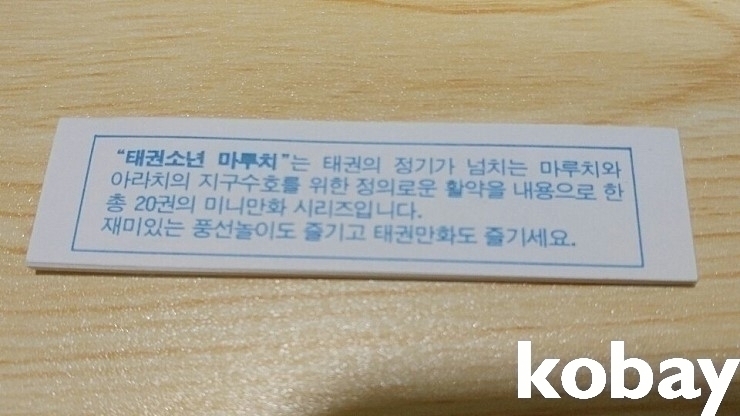 “태권소년 마루치”는 태권의 정기가 넘치는 마루치와
아라치의 지구수호를 위한 정의로운 활약을 내용으로 한
총 20권의 미니만화 시리즈입니다.
재미있는 풍선놀이도 즐기고 태권만화도 즐기세요.
kobay